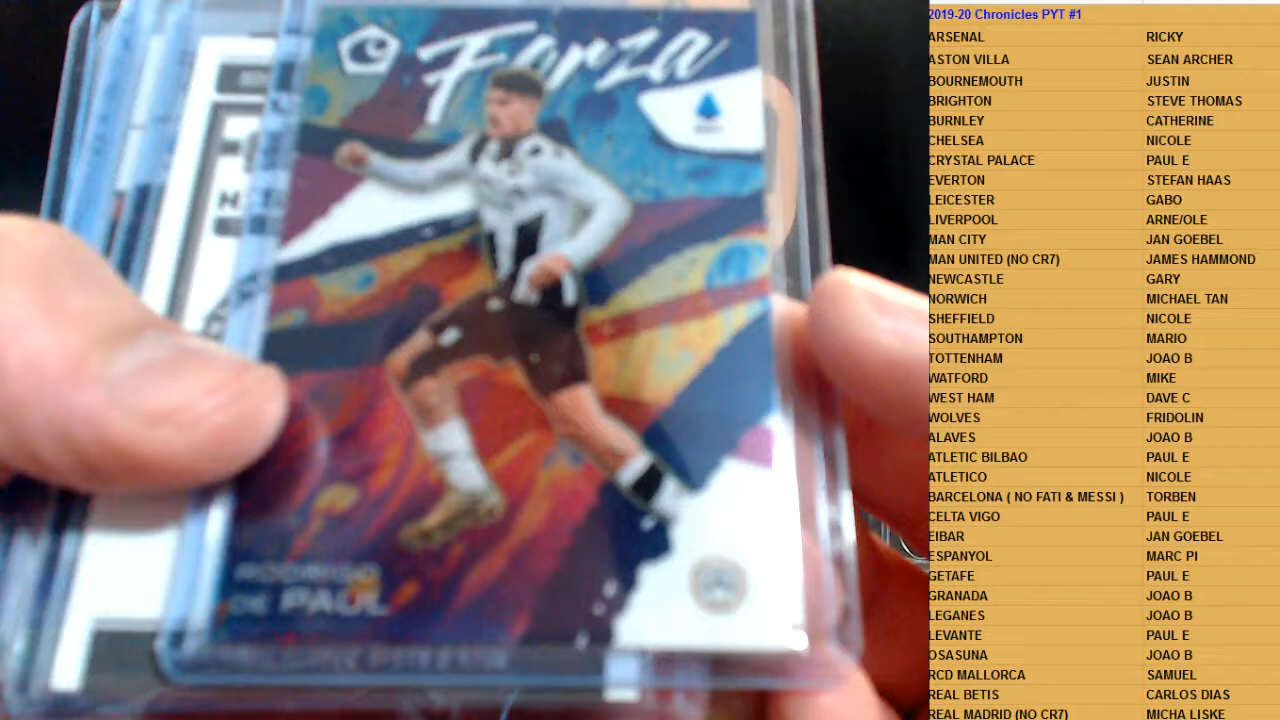 Forza
RODRIGO
DE PAUL
2019-20 Chronicles PYT #1
ARSENAL RICKY
ASTON VILLA SEAN ARCHER
BOURNEMOUTH JUSTIN
BRIGHTON STEVE THOMAS
BURNLEY CATHERINE
CHELSEA NICOLE
CRYSTAL PALACE PAUL E
EVERTON STEFAN HAAS
LEICESTER GABO
LIVERPOOL ARNE/OLE
MAN CITY JAN GOEBEL
MAN UNITED (NO CR7) JAMES HAMMOND
NEWCASTLE GARY
NORWICH MICHAEL TAN
SHEFFIELD NICOLE
SOUTHAMPTON MARIO
TOTTENHAM JOAO B
WATFORD MIKE
WEST HAM DAVE C
WOLVES FRIDOLIN
ALAVES JOAO B
ATLETIC BILBAO PAUL E
ATLETICO NICOLE
BARCELONA ( NO FATI & MESSI ) TORBEN
CELTA VIGO PAUL E
EIBAR JAN GOEBEL
ESPANYOL MARC PI
GETAFE PAUL E
GRANADA JOAO B
LEGANES JOAO B
LEVANTE PAUL E
OSASUNA JOAO B
RCD MALLORCA SAMUEL
REAL BETIS CARLOS DIAS
REAL MADRID (NO CR7) MICHA LISKE